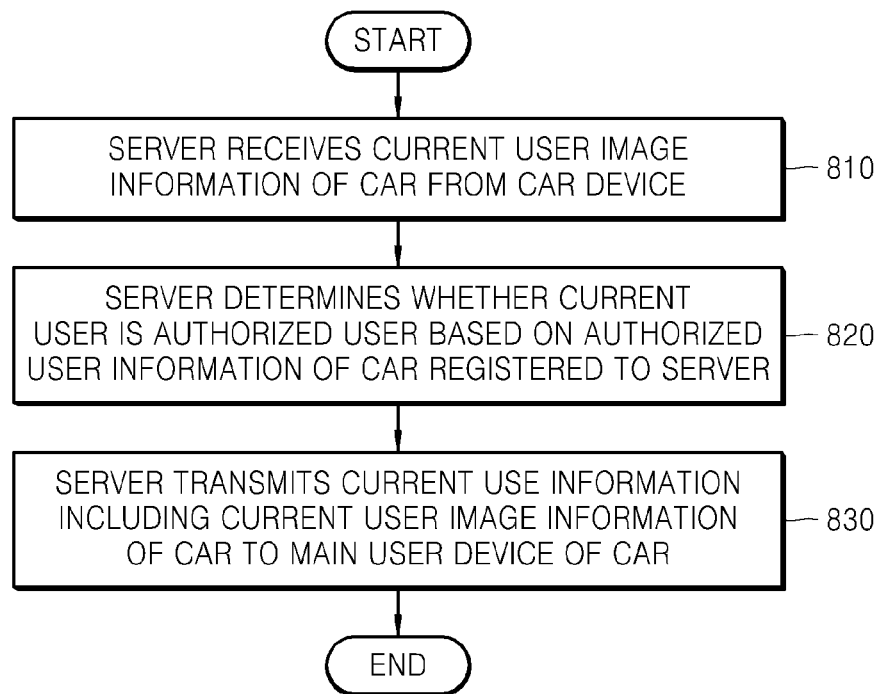 START
SERVER RECEIVES CURRENT USER IMAGE
INFORMATION OF CAR FROM CAR DEVICE
810
SERVER DETERMINES WHETHER CURRENT
USER IS AUTHORIZED USER BASED ON AUTHORIZED
USER INFORMATION OF CAR REGISTERED TO SERVER
820
SERVER TRANSMITS CURRENT USE INFORMATION
INCLUDING CURRENT USER IMAGE INFORMATION
OF CAR TO MAIN USER DEVICE OF CAR
830
END